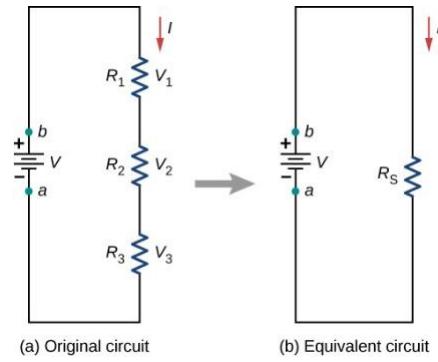 I
R1 V1
b
+
V
R2 V2
−
a
R3 V3
(a) Original circuit
b
+
V
RS
−
a
(b) Equivalent circuit